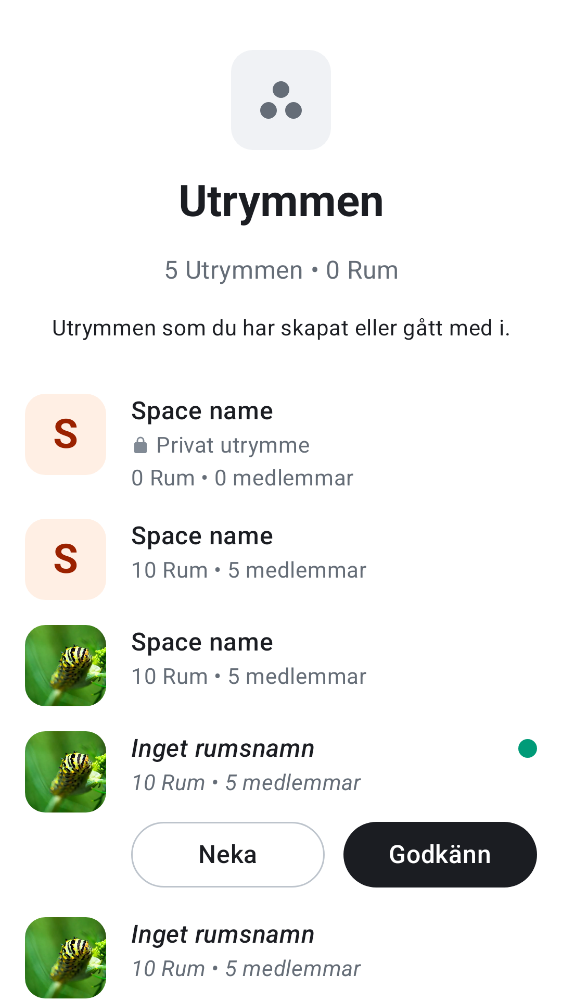 Utrymmen
5 Utrymmen • 0 Rum
Utrymmen som du har skapat eller gått med i.
S
Space name
Privat utrymme
0 Rum • 0 medlemmar
S
Space name
10 Rum • 5 medlemmar
Space name
10 Rum • 5 medlemmar
Inget rumsnamn
10 Rum • 5 medlemmar
Neka
Godkänn
Inget rumsnamn
10 Rum • 5 medlemmar